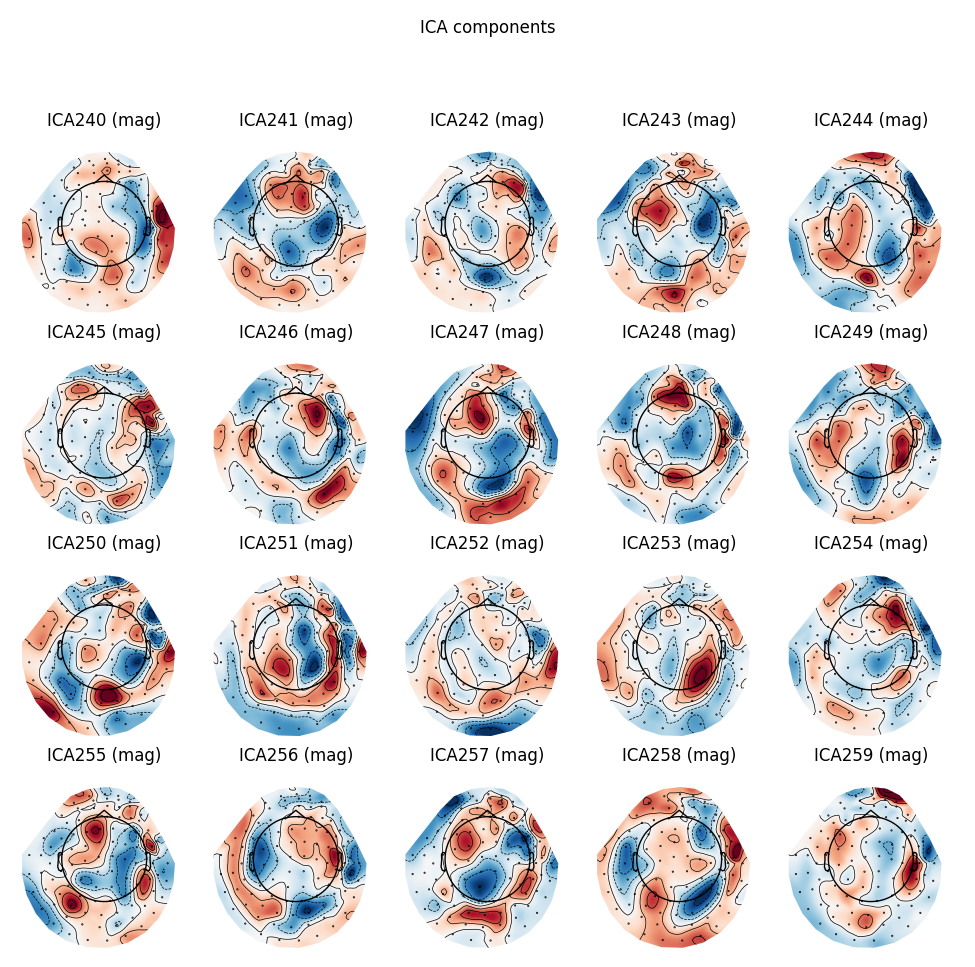 ICA components
ICA240 (mag) ICA241 (mag) ICA242 (mag) ICA243 (mag) ICA244 (mag)
ICA245 (mag) ICA246 (mag) ICA247 (mag) ICA248 (mag) ICA249 (mag)
ICA250 (mag) ICA251 (mag) ICA252 (mag) ICA253 (mag) ICA254 (mag)
ICA255 (mag) ICA256 (mag) ICA257 (mag) ICA258 (mag) ICA259 (mag)